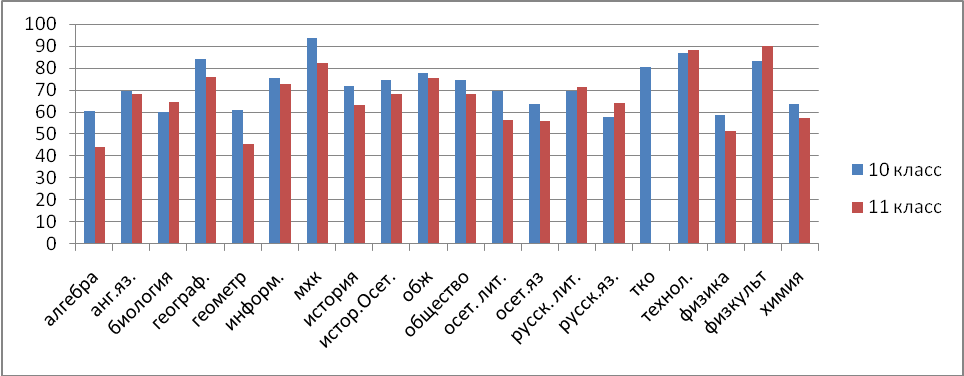 100
90
80
70
60
50
40
30
20
10
0
алгебра
анг.яз.
биология
географ.
геометр
информ.
мхк
история
истор.Осет.
обж
общество
осет. лит.
осет.яз
русск. лит.
русск.яз.
тко
технол.
физика
физкульт
химия
10 класс
11 класс